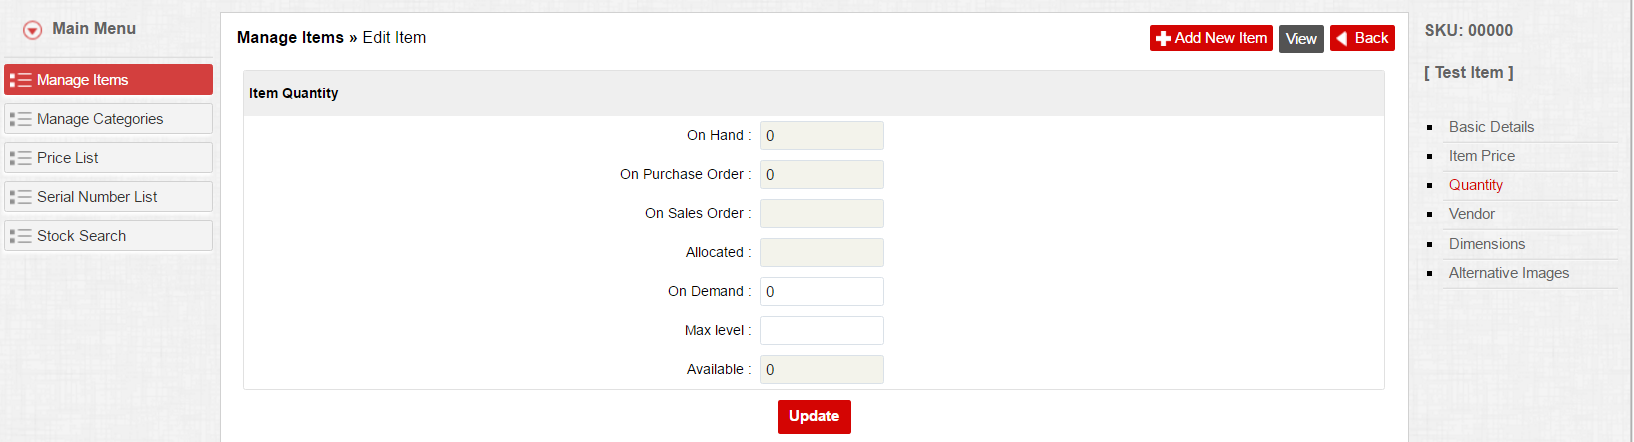 Main Menu
Manage Items
Manage Categories
Price List
Serial Number List
Stock Search
Manage Items » Edit Item
Add New Item
View
Back
Item Quantity
On Hand : 0
On Purchase Order : 0
On Sales Order :
Allocated :
On Demand : 0
Max level :
Available : 0
Update
SKU: 00000
[ Test Item ]
Basic Details
Item Price
Quantity
Vendor
Dimensions
Alternative Images